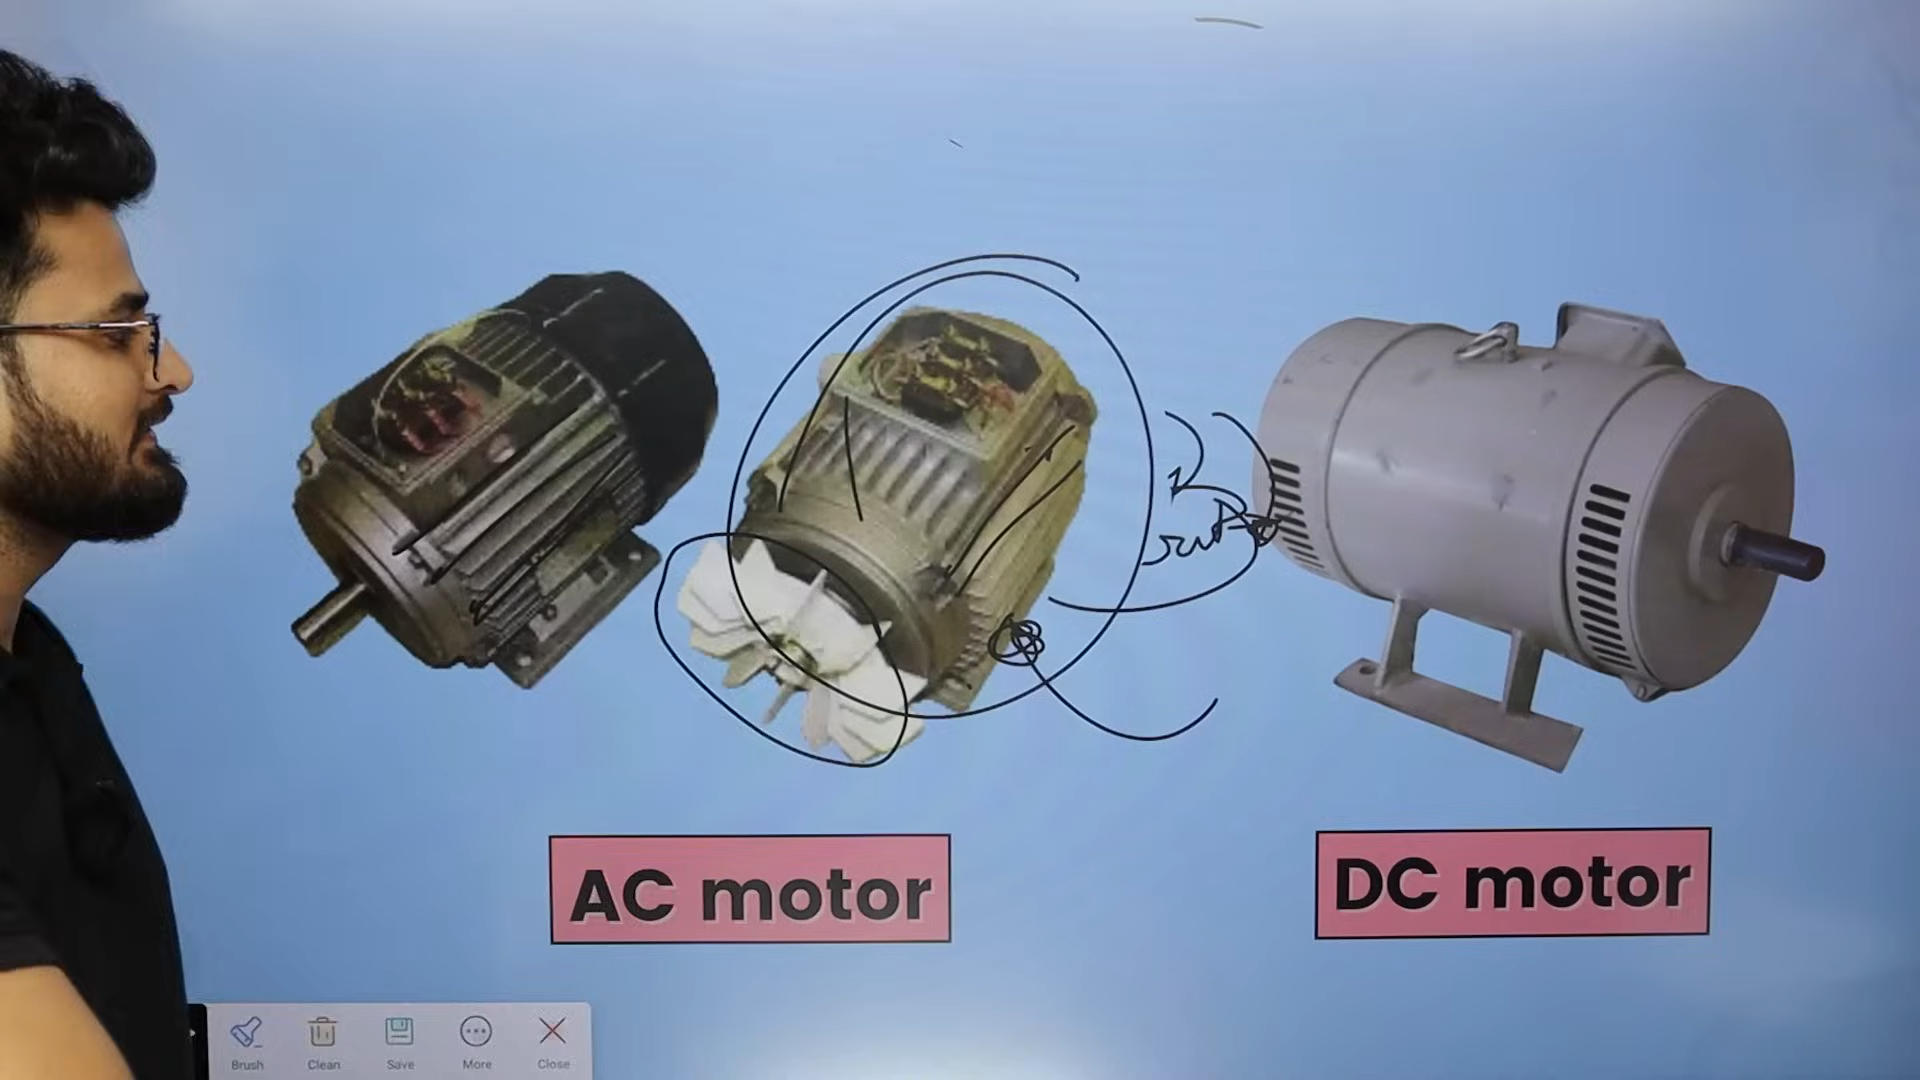 AC motor
DC motor
Brush
Clean
Save
More
Close